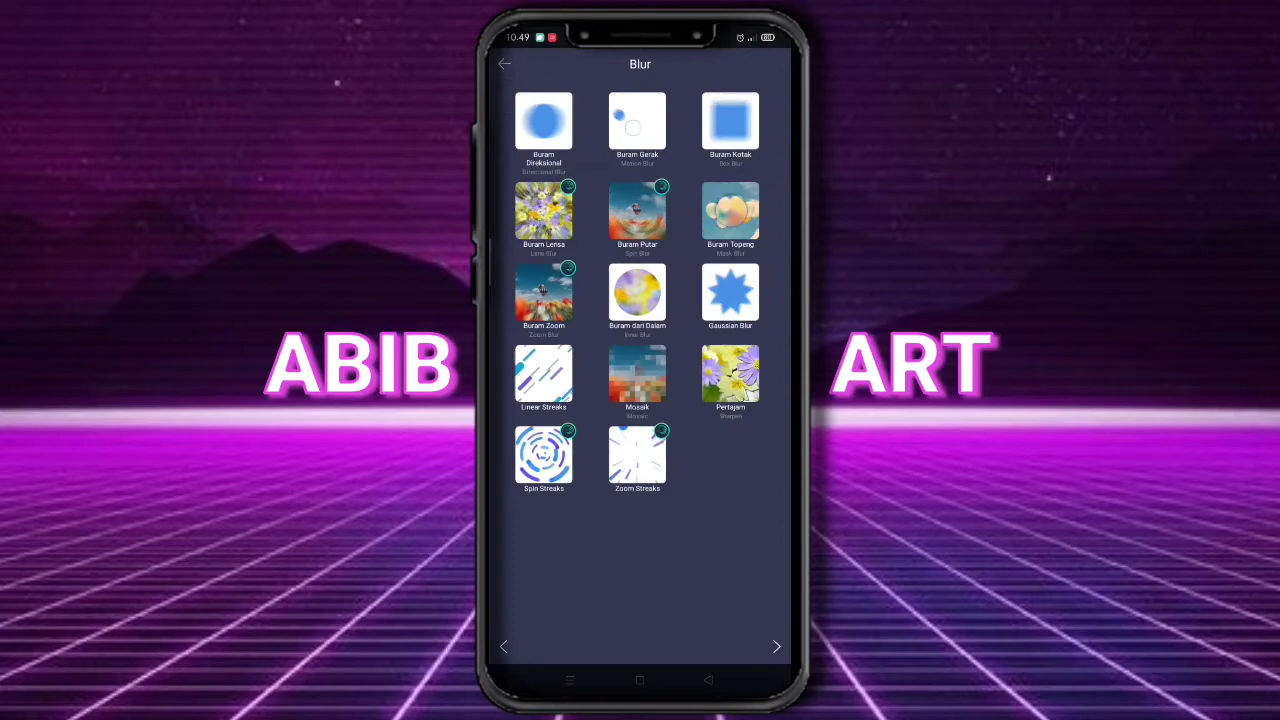 10.49
Blur
Buram
Direksional
Directional Blur
Buram Gerak
Motion Blur
Buram Kotak
Box Blur
Buram Lensa
Lens Blur
Buram Putar
Spin Blur
Buram Topeng
Mask Blur
Buram Zoom
Zoom Blur
Buram dari Dalam
Inner Blur
Gaussian Blur
ABIB
ART
Linear Streaks
Mosaik
Mosaic
Pertajam
Sharpen
Spin Streaks
Zoom Streaks